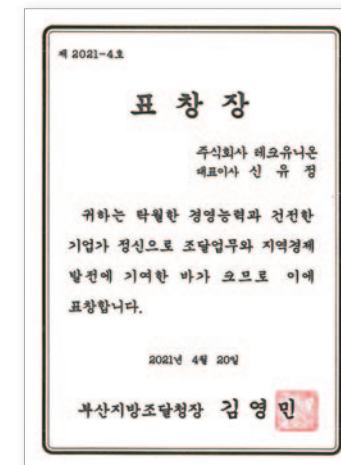 제 2021-4호
표 창 장
주식회사 테크유니온
대표이사 신 유 정
귀하는 탁월한 경영능력과 건전한
기업가 정신으로 조달업무와 지역경제
발전에 기여한 바가 크므로 이에
표창합니다.
2021년 4월 20일
부산지방조달청장 김 영 민